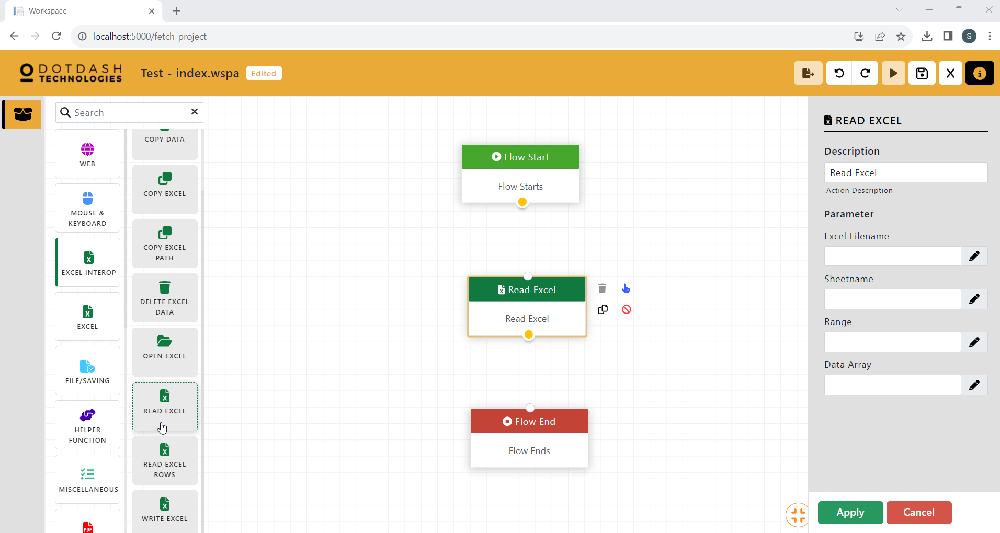 Workspace
localhost:5000/fetch-project
S
DOTDASH
TECHNOLOGIES
Test - index.wspa
Edited
Search
WEB
MOUSE &
KEYBOARD
EXCEL INTEROP
EXCEL
FILE/SAVING
HELPER
FUNCTION
MISCELLANEOUS
PDF
COPY DATA
COPY EXCEL
COPY EXCEL
PATH
DELETE EXCEL
DATA
OPEN EXCEL
READ EXCEL
READ EXCEL
ROWS
WRITE EXCEL
Flow Start
Flow Starts
Read Excel
Read Excel
Flow End
Flow Ends
READ EXCEL
Description
Read Excel
Action Description
Parameter
Excel Filename
Sheetname
Range
Data Array
Apply
Cancel